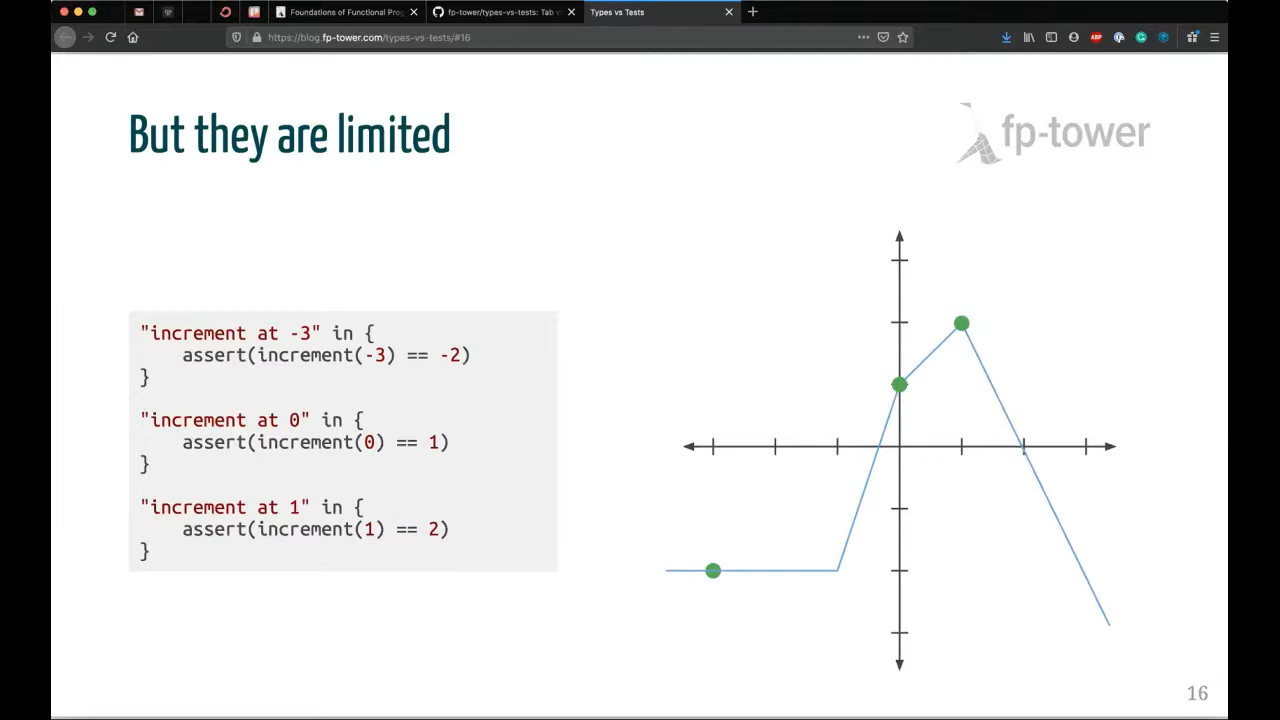 Foundations of Functional Prog
fp-tower/types-vs-tests: Tab v
Types vs Tests
https://blog.fp-tower.com/types-vs-tests/#16
ABP
But they are limited
fp-tower
"increment at -3" in {
    assert(increment(-3) == -2)
}
"increment at 0" in {
    assert(increment(0) == 1)
}
"increment at 1" in {
    assert(increment(1) == 2)
}
16